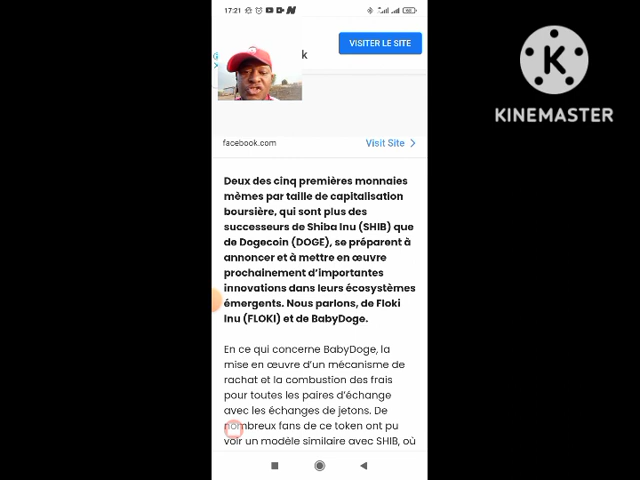 17:21
VISITER LE SITE
k
KINEMASTER
facebook.com
Visit Site
Deux des cinq premières monnaies
mèmes par taille de capitalisation
boursière, qui sont plus des
successeurs de Shiba Inu (SHIB) que
de Dogecoin (DOGE), se préparent à
annoncer et à mettre en œuvre
prochainement d'importantes
innovations dans leurs écosystèmes
émergents. Nous parlons, de Floki
Inu (FLOKI) et de BabyDoge.
En ce qui concerne BabyDoge, la
mise en œuvre d'un mécanisme de
rachat et la combustion des frais
pour toutes les paires d'échange
avec les échanges de jetons. De
nombreux fans de ce token ont pu
voir un modèle similaire avec SHIB, où